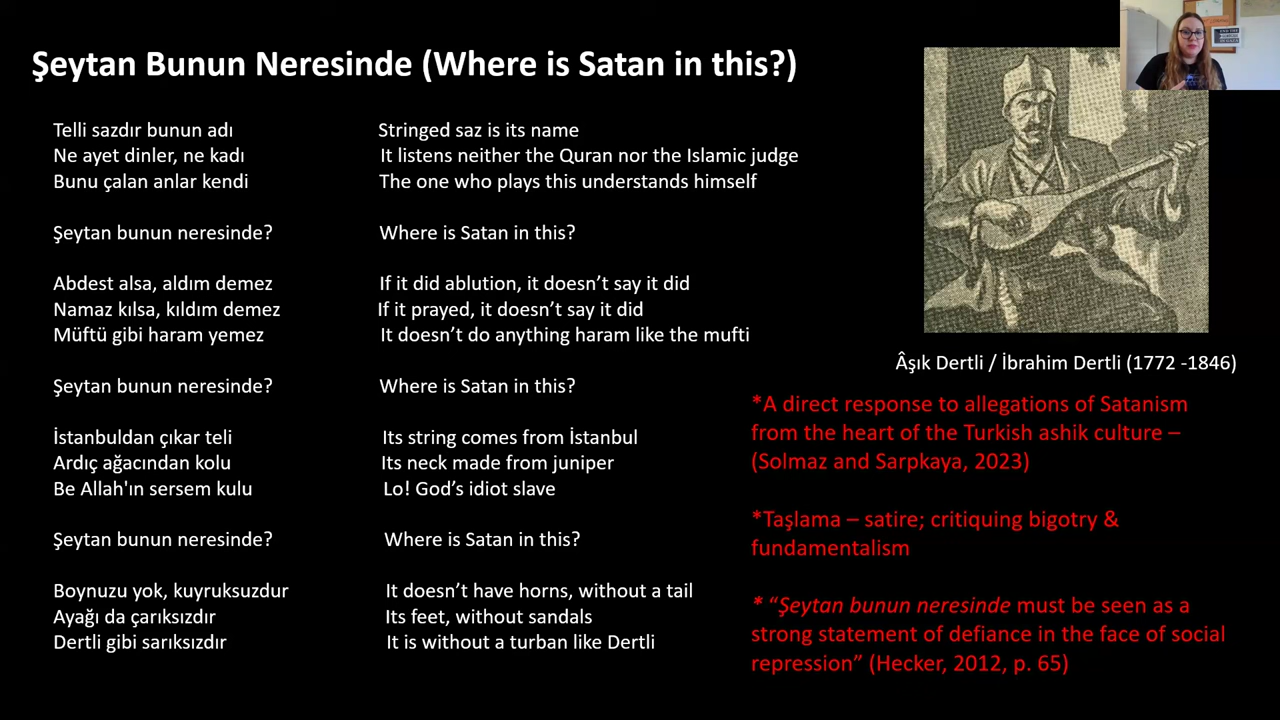 Şeytan Bunun Neresinde (Where is Satan in this?)
Telli sazdır bunun adı
Ne ayet dinler, ne kadı
Bunu çalan anlar kendi
Şeytan bunun neresinde?
Abdest alsa, aldım demez
Namaz kılsa, kıldım demez
Müftü gibi haram yemez
Şeytan bunun neresinde?
İstanbuldan çıkar teli
Ardıç ağacından kolu
Be Allah'ın sersem kulu
Şeytan bunun neresinde?
Boynuzu yok, kuyruksuzdur
Ayağı da çarıksızdır
Dertli gibi sarıksızdır
Stringed saz is its name
It listens neither the Quran nor the Islamic judge
The one who plays this understands himself
Where is Satan in this?
If it did ablution, it doesn’t say it did
If it prayed, it doesn’t say it did
It doesn’t do anything haram like the mufti
Where is Satan in this?
Its string comes from İstanbul
Its neck made from juniper
Lo! God’s idiot slave
Where is Satan in this?
It doesn’t have horns, without a tail
Its feet, without sandals
It is without a turban like Dertli
Âşık Dertli / İbrahim Dertli (1772 -1846)
*A direct response to allegations of Satanism
from the heart of the Turkish ashik culture –
(Solmaz and Sarpkaya, 2023)
*Taşlama – satire; critiquing bigotry &
fundamentalism
* “Şeytan bunun neresinde must be seen as a
strong statement of defiance in the face of social
repression” (Hecker, 2012, p. 65)